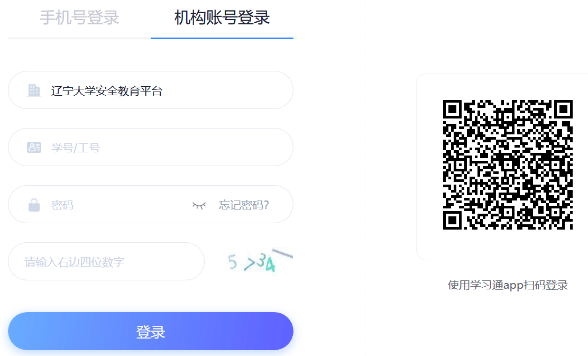 手机号登录
机构账号登录
辽宁大学安全教育平台
学号/工号
密码
忘记密码?
请输入右边四位数字
登录
使用学习通app扫码登录